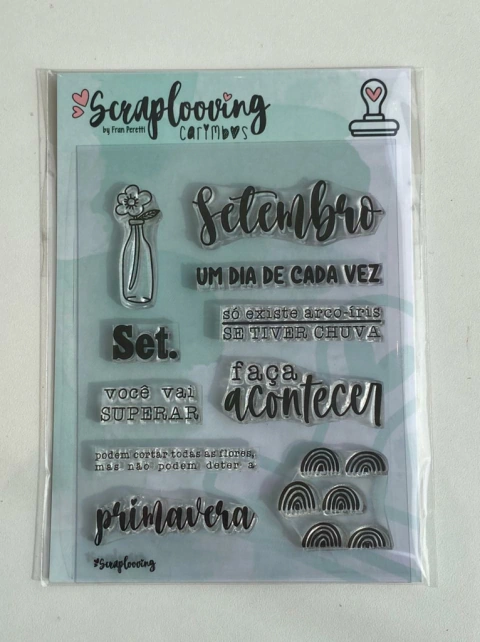 Scraplooving
by Fran Peretti
carimbos
Setembro
UM DIA DE CADA VEZ
só existe arco-íris
SE TIVER CHUVA
Set.
faça
acontecer
você vai
SUPERAR
podem cortar todas as flores,
mas não podem deter a
primavera
Scraplooving